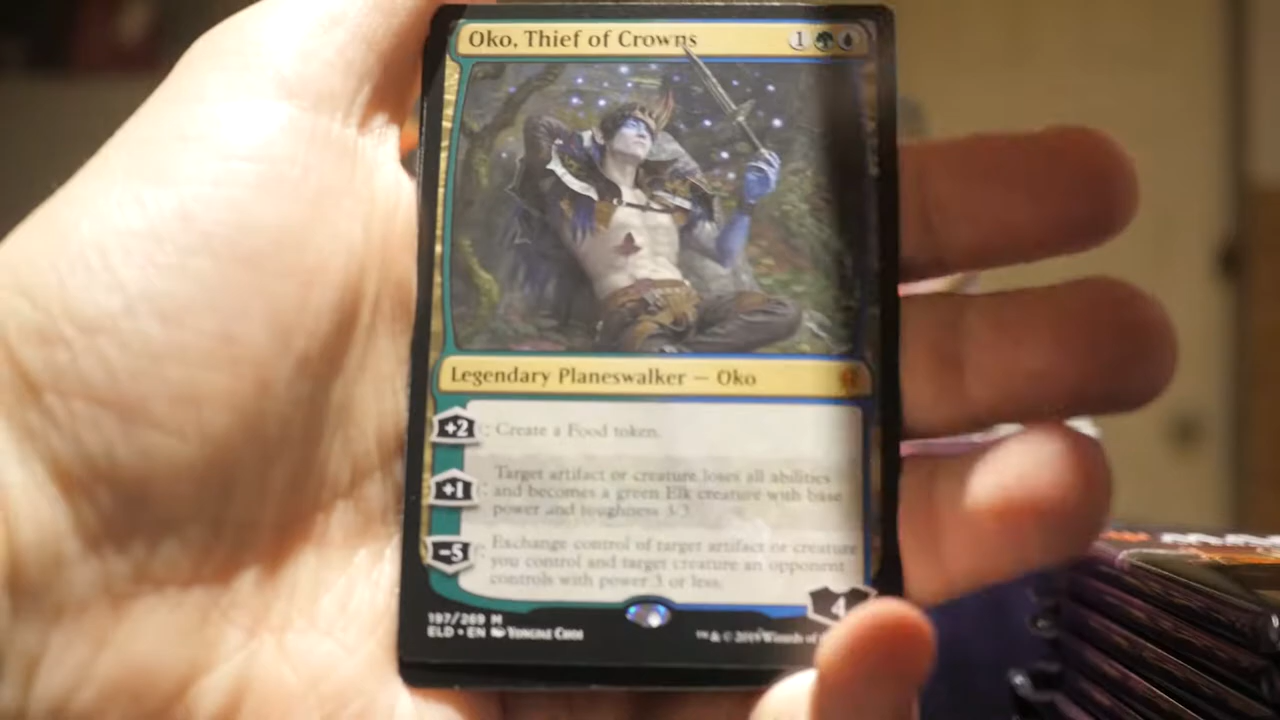 Oko, Thief of Crowns 1
Legendary Planeswalker — Oko
+2: Create a Food token.
+1: Target artifact or creature loses all abilities
and becomes a green Elk creature with base
power and toughness 3/3.
−5: Exchange control of target artifact or creature
you control and target creature an opponent
controls with power 3 or less.
4
197/269 M
ELD • EN Yongjae Choi
™ & © 2019 Wizards of